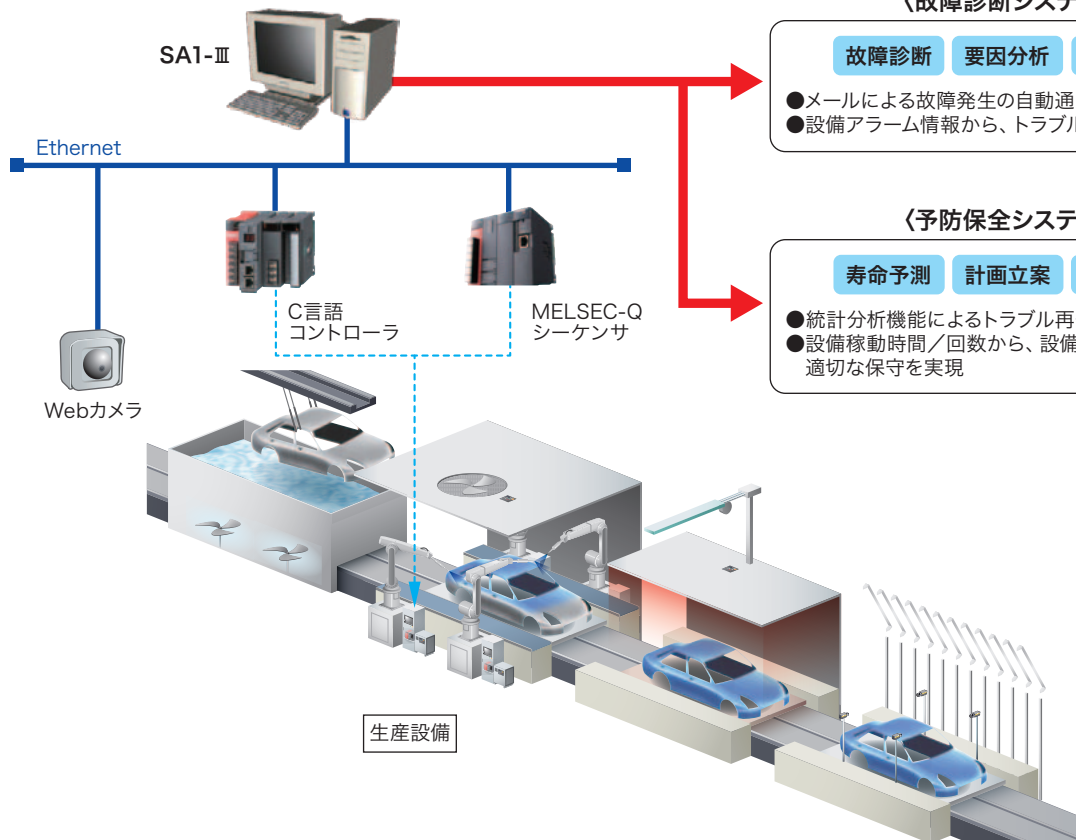 〈故障診断システ
SA1-Ⅲ
故障診断 要因分析
●メールによる故障発生の自動通
●設備アラーム情報から、トラブル
Ethernet
〈予防保全システ
寿命予測 計画立案
●統計分析機能によるトラブル再
●設備稼動時間／回数から、設備
適切な保守を実現
C言語
コントローラ
MELSEC-Q
シーケンサ
Webカメラ
生産設備